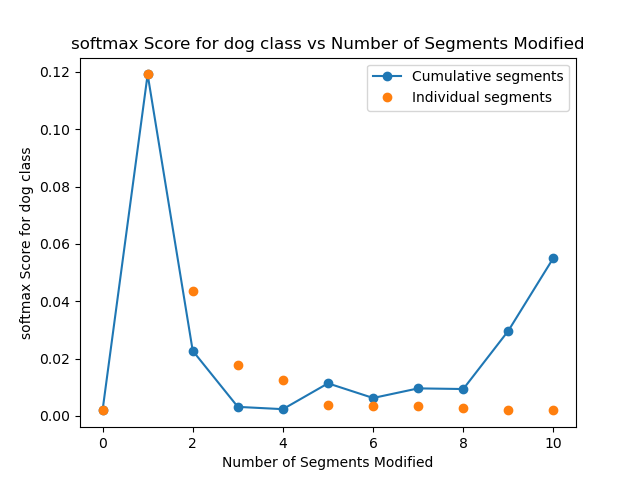 softmax Score for dog class vs Number of Segments Modified
Cumulative segments
Individual segments
softmax Score for dog class
0.12
0.10
0.08
0.06
0.04
0.02
0.00
0 2 4 6 8 10
Number of Segments Modified